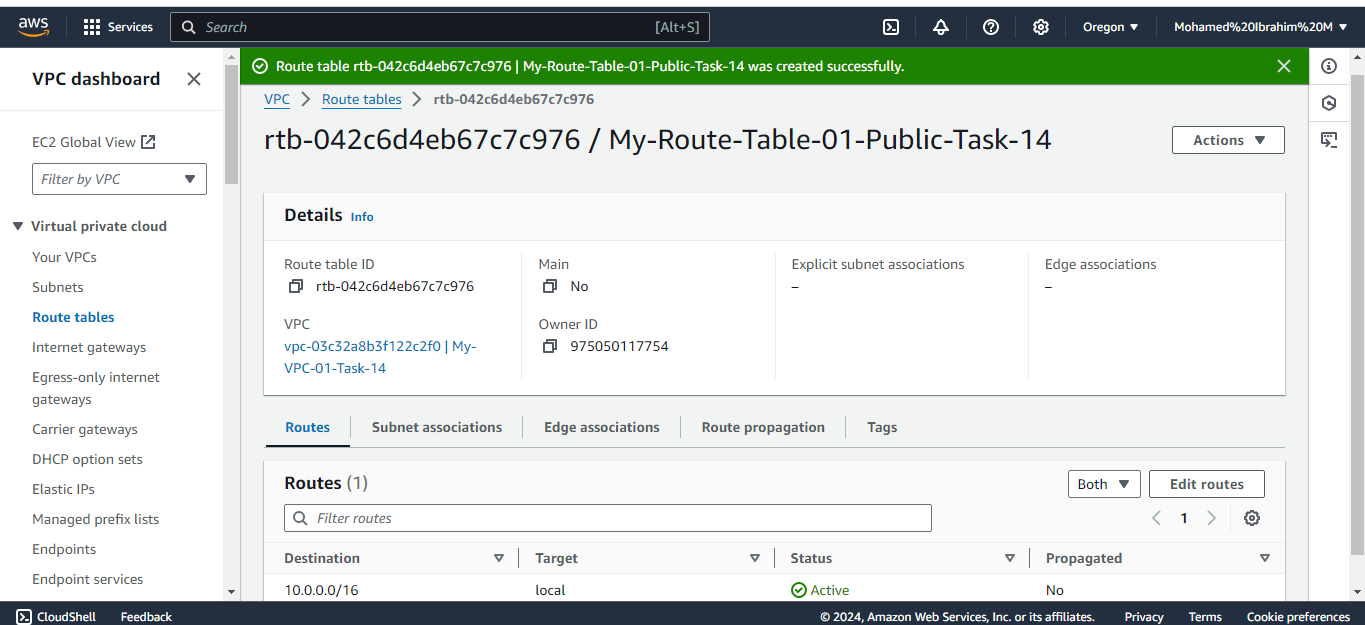 aws Services Search [Alt+S] Oregon Mohamed%20Ibrahim%20M
VPC dashboard
EC2 Global View
Filter by VPC
Virtual private cloud
Your VPCs
Subnets
Route tables
Internet gateways
Egress-only internet
gateways
Carrier gateways
DHCP option sets
Elastic IPs
Managed prefix lists
Endpoints
Endpoint services
Route table rtb-042c6d4eb67c7c976 | My-Route-Table-01-Public-Task-14 was created successfully.
VPC Route tables rtb-042c6d4eb67c7c976
rtb-042c6d4eb67c7c976 / My-Route-Table-01-Public-Task-14
Actions
Details Info
Route table ID
rtb-042c6d4eb67c7c976
VPC
vpc-03c32a8b3f122c2f0 | My-
VPC-01-Task-14
Main
No
Owner ID
975050117754
Explicit subnet associations
–
Edge associations
–
Routes Subnet associations Edge associations Route propagation Tags
Routes (1)
Both Edit routes
Filter routes
1
Destination Target Status Propagated
10.0.0.0/16 local Active No
CloudShell Feedback © 2024, Amazon Web Services, Inc. or its affiliates. Privacy Terms Cookie preferences